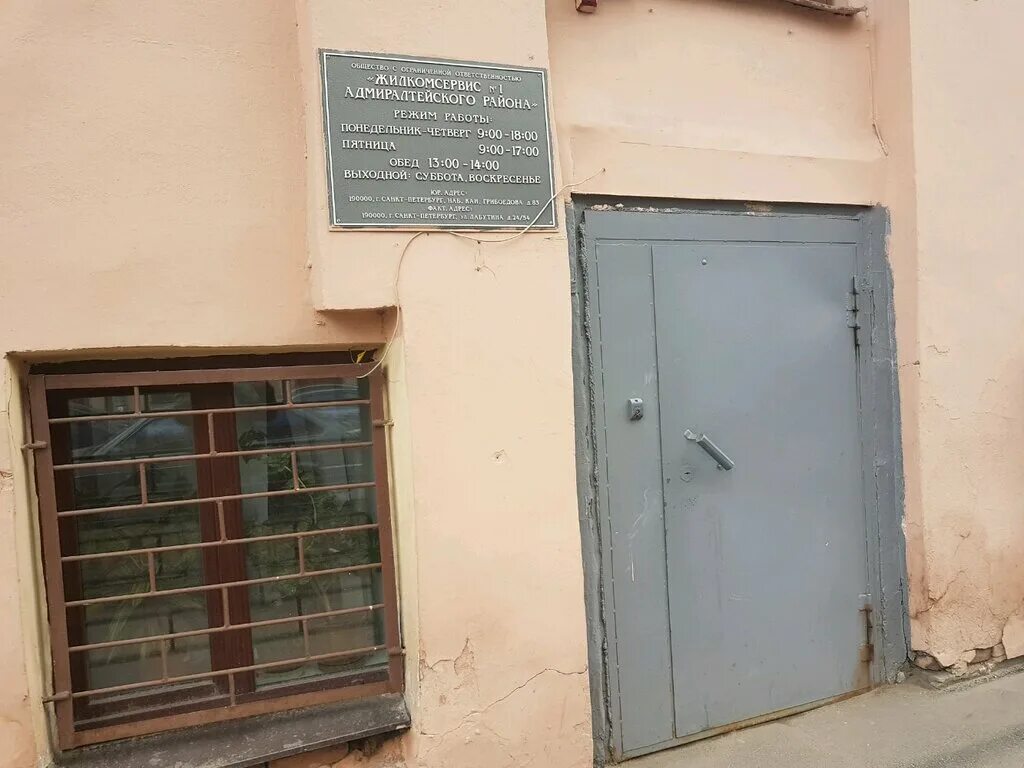 ОБЩЕСТВО С ОГРАНИЧЕННОЙ ОТВЕТСТВЕННОСТЬЮ
«ЖИЛКОМСЕРВИС №1
АДМИРАЛТЕЙСКОГО РАЙОНА»
РЕЖИМ РАБОТЫ:
ПОНЕДЕЛЬНИК-ЧЕТВЕРГ 9:00-18:00
ПЯТНИЦА 9:00-17:00
ОБЕД 13:00-14:00
ВЫХОДНОЙ: СУББОТА, ВОСКРЕСЕНЬЕ
ЮР. АДРЕС:
190000, Г. САНКТ-ПЕТЕРБУРГ, НАБ. КАН. ГРИБОЕДОВА Д.83
ФАКТ. АДРЕС:
190000, Г. САНКТ-ПЕТЕРБУРГ, УЛ. ЛАБУТИНА Д.24/34